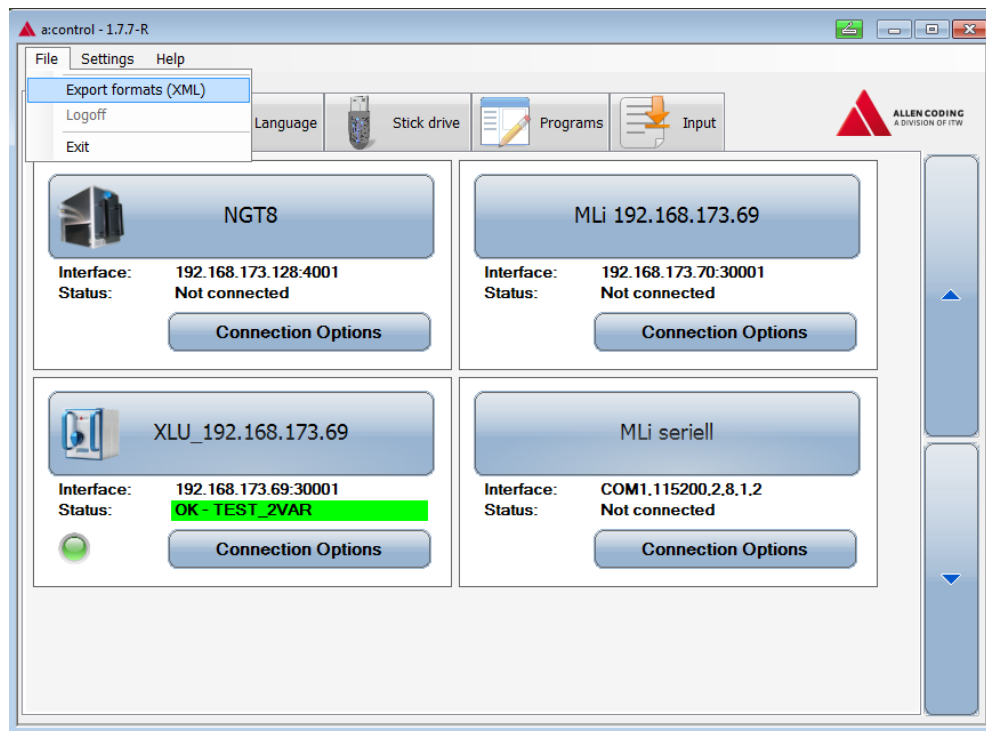 a:control - 1.7.7-R
File Settings Help
Export formats (XML)
Logoff
Exit
Language
Stick drive
Programs
Input
ALLEN CODING
A DIVISION OF ITW
NGT8
Interface: 192.168.173.128:4001
Status: Not connected
Connection Options
MLi 192.168.173.69
Interface: 192.168.173.70:30001
Status: Not connected
Connection Options
XLU_192.168.173.69
Interface: 192.168.173.69:30001
Status: OK - TEST_2VAR
Connection Options
MLi seriell
Interface: COM1,115200,2,8,1,2
Status: Not connected
Connection Options